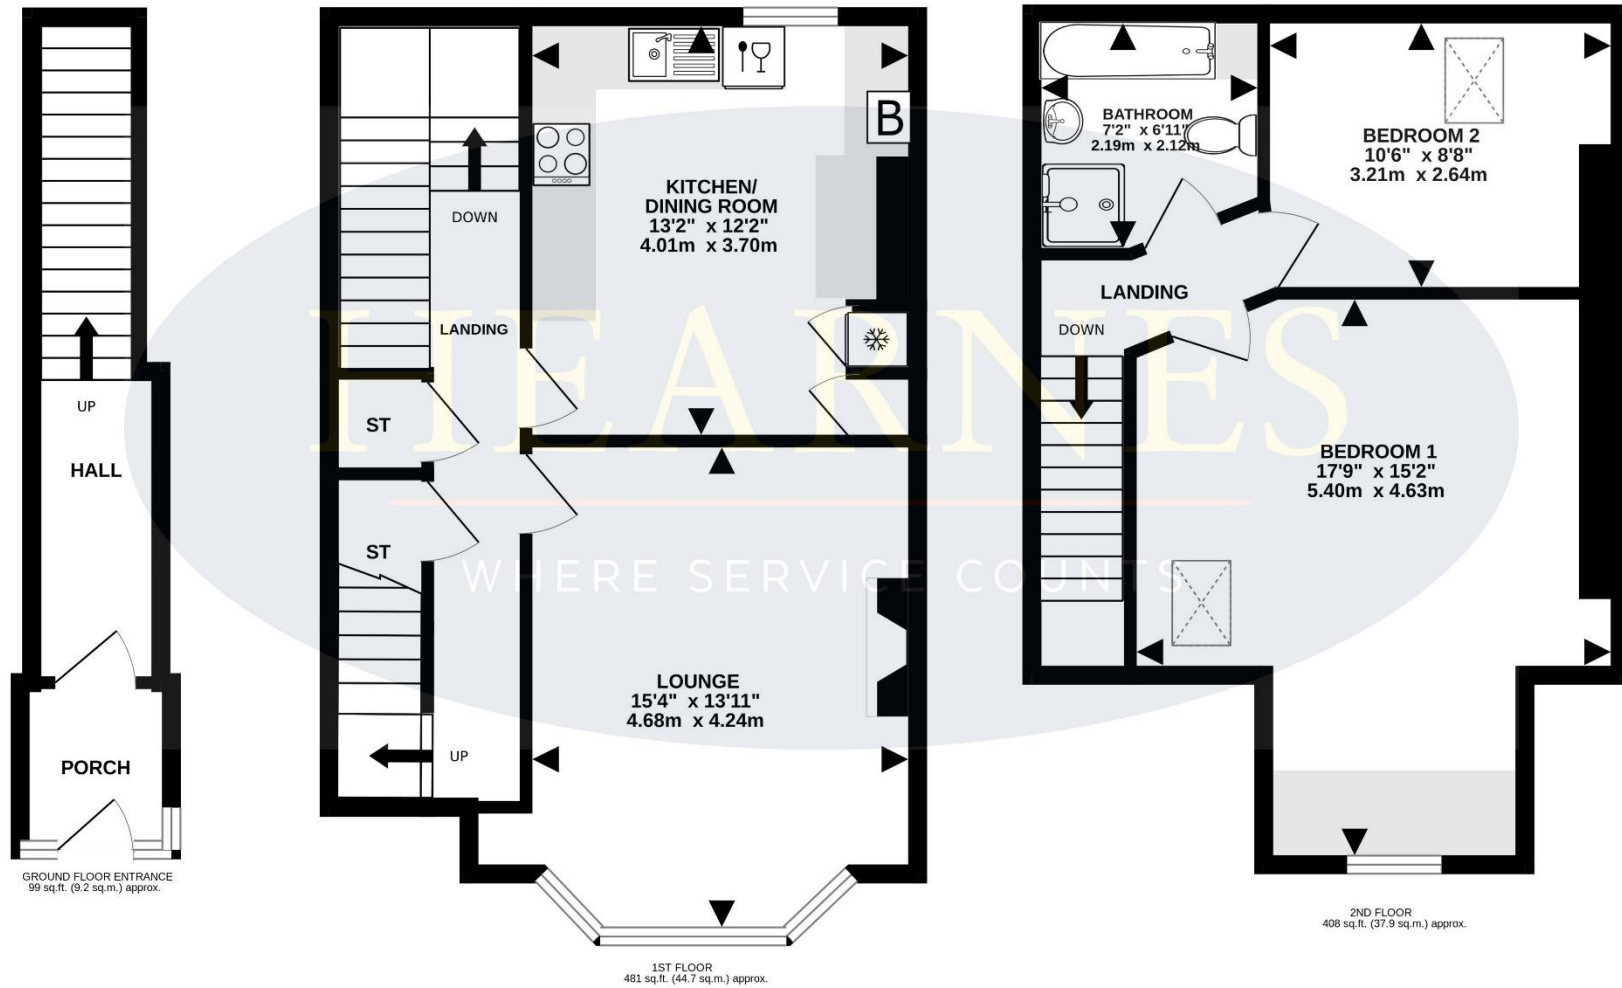 UP
HALL
PORCH
GROUND FLOOR ENTRANCE
99 sq.ft. (9.2 sq.m.) approx.
B
KITCHEN/
DINING ROOM
13'2" x 12'2"
4.01m x 3.70m
DOWN
LANDING
ST
ST
UP
LOUNGE
15'4" x 13'11"
4.68m x 4.24m
1ST FLOOR
481 sq.ft. (44.7 sq.m.) approx.
BATHROOM
7'2" x 6'11"
2.19m x 2.12m
BEDROOM 2
10'6" x 8'8"
3.21m x 2.64m
LANDING
DOWN
BEDROOM 1
17'9" x 15'2"
5.40m x 4.63m
2ND FLOOR
408 sq.ft. (37.9 sq.m.) approx.
HEARNES
WHERE SERVICE COUNTS